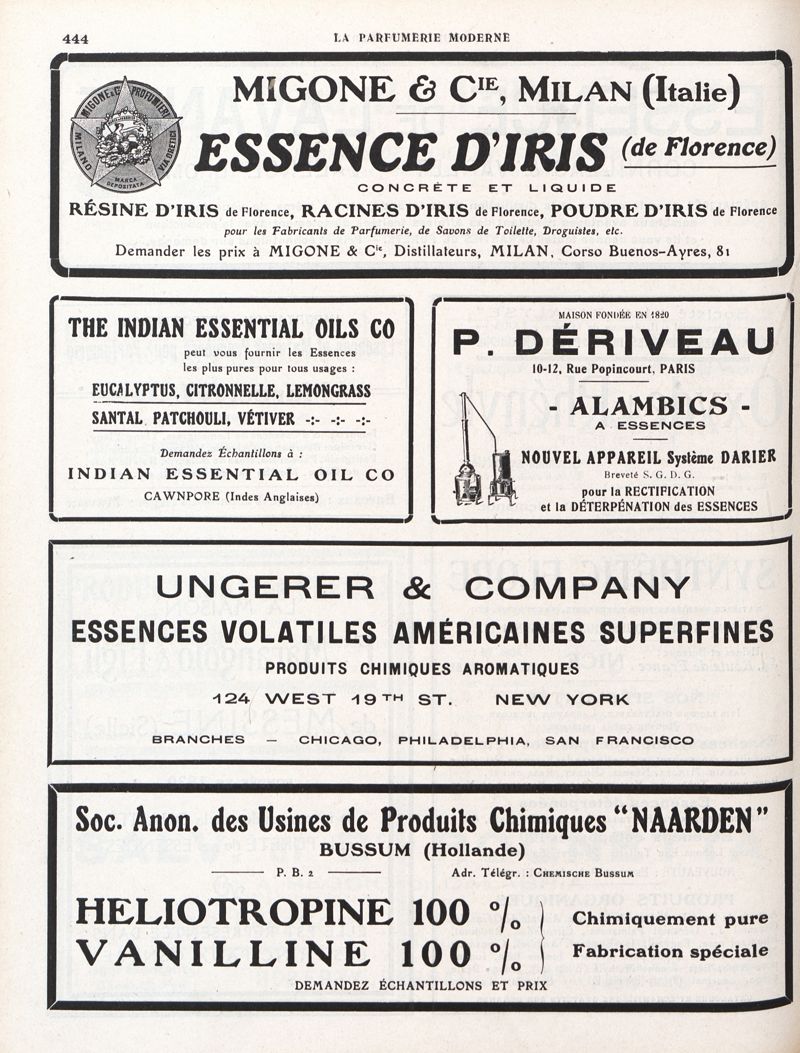 444
LA PARFUMERIE MODERNE
MIGONE & C PROFUMIERI
MILANO
VIA OREFICI
MARCA
DEPOSITATA
MIGONE & CIE, MILAN (Italie)
ESSENCE D'IRIS (de Florence)
CONCRÈTE ET LIQUIDE
RÉSINE D'IRIS de Florence, RACINES D'IRIS de Florence, POUDRE D'IRIS de Florence
pour les Fabricants de Parfumerie, de Savons de Toilette, Droguistes, etc.
Demander les prix à MIGONE & Cie, Distillateurs, MILAN, Corso Buenos-Ayres, 81
THE INDIAN ESSENTIAL OILS CO
peut vous fournir les Essences
les plus pures pour tous usages :
EUCALYPTUS, CITRONNELLE, LEMONGRASS
SANTAL PATCHOULI, VÉTIVER -:- -:- -:-
Demandez Échantillons à :
INDIAN ESSENTIAL OIL CO
CAWNPORE (Indes Anglaises)
MAISON FONDÉE EN 1820
P. DÉRIVEAU
10-12, Rue Popincourt, PARIS
- ALAMBICS -
A ESSENCES
NOUVEL APPAREIL Système DARIER
Breveté S. G. D. G.
pour la RECTIFICATION
et la DÉTERPÉNATION des ESSENCES
UNGERER & COMPANY
ESSENCES VOLATILES AMÉRICAINES SUPERFINES
PRODUITS CHIMIQUES AROMATIQUES
124 WEST 19TH ST. NEW YORK
BRANCHES — CHICAGO, PHILADELPHIA, SAN FRANCISCO
Soc. Anon. des Usines de Produits Chimiques "NAARDEN"
BUSSUM (Hollande)
P. B. 2 Adr. Télégr. : CHEMISCHE BUSSUM
HELIOTROPINE 100 % Chimiquement pure
VANILLINE 100 % Fabrication spéciale
DEMANDEZ ÉCHANTILLONS ET PRIX